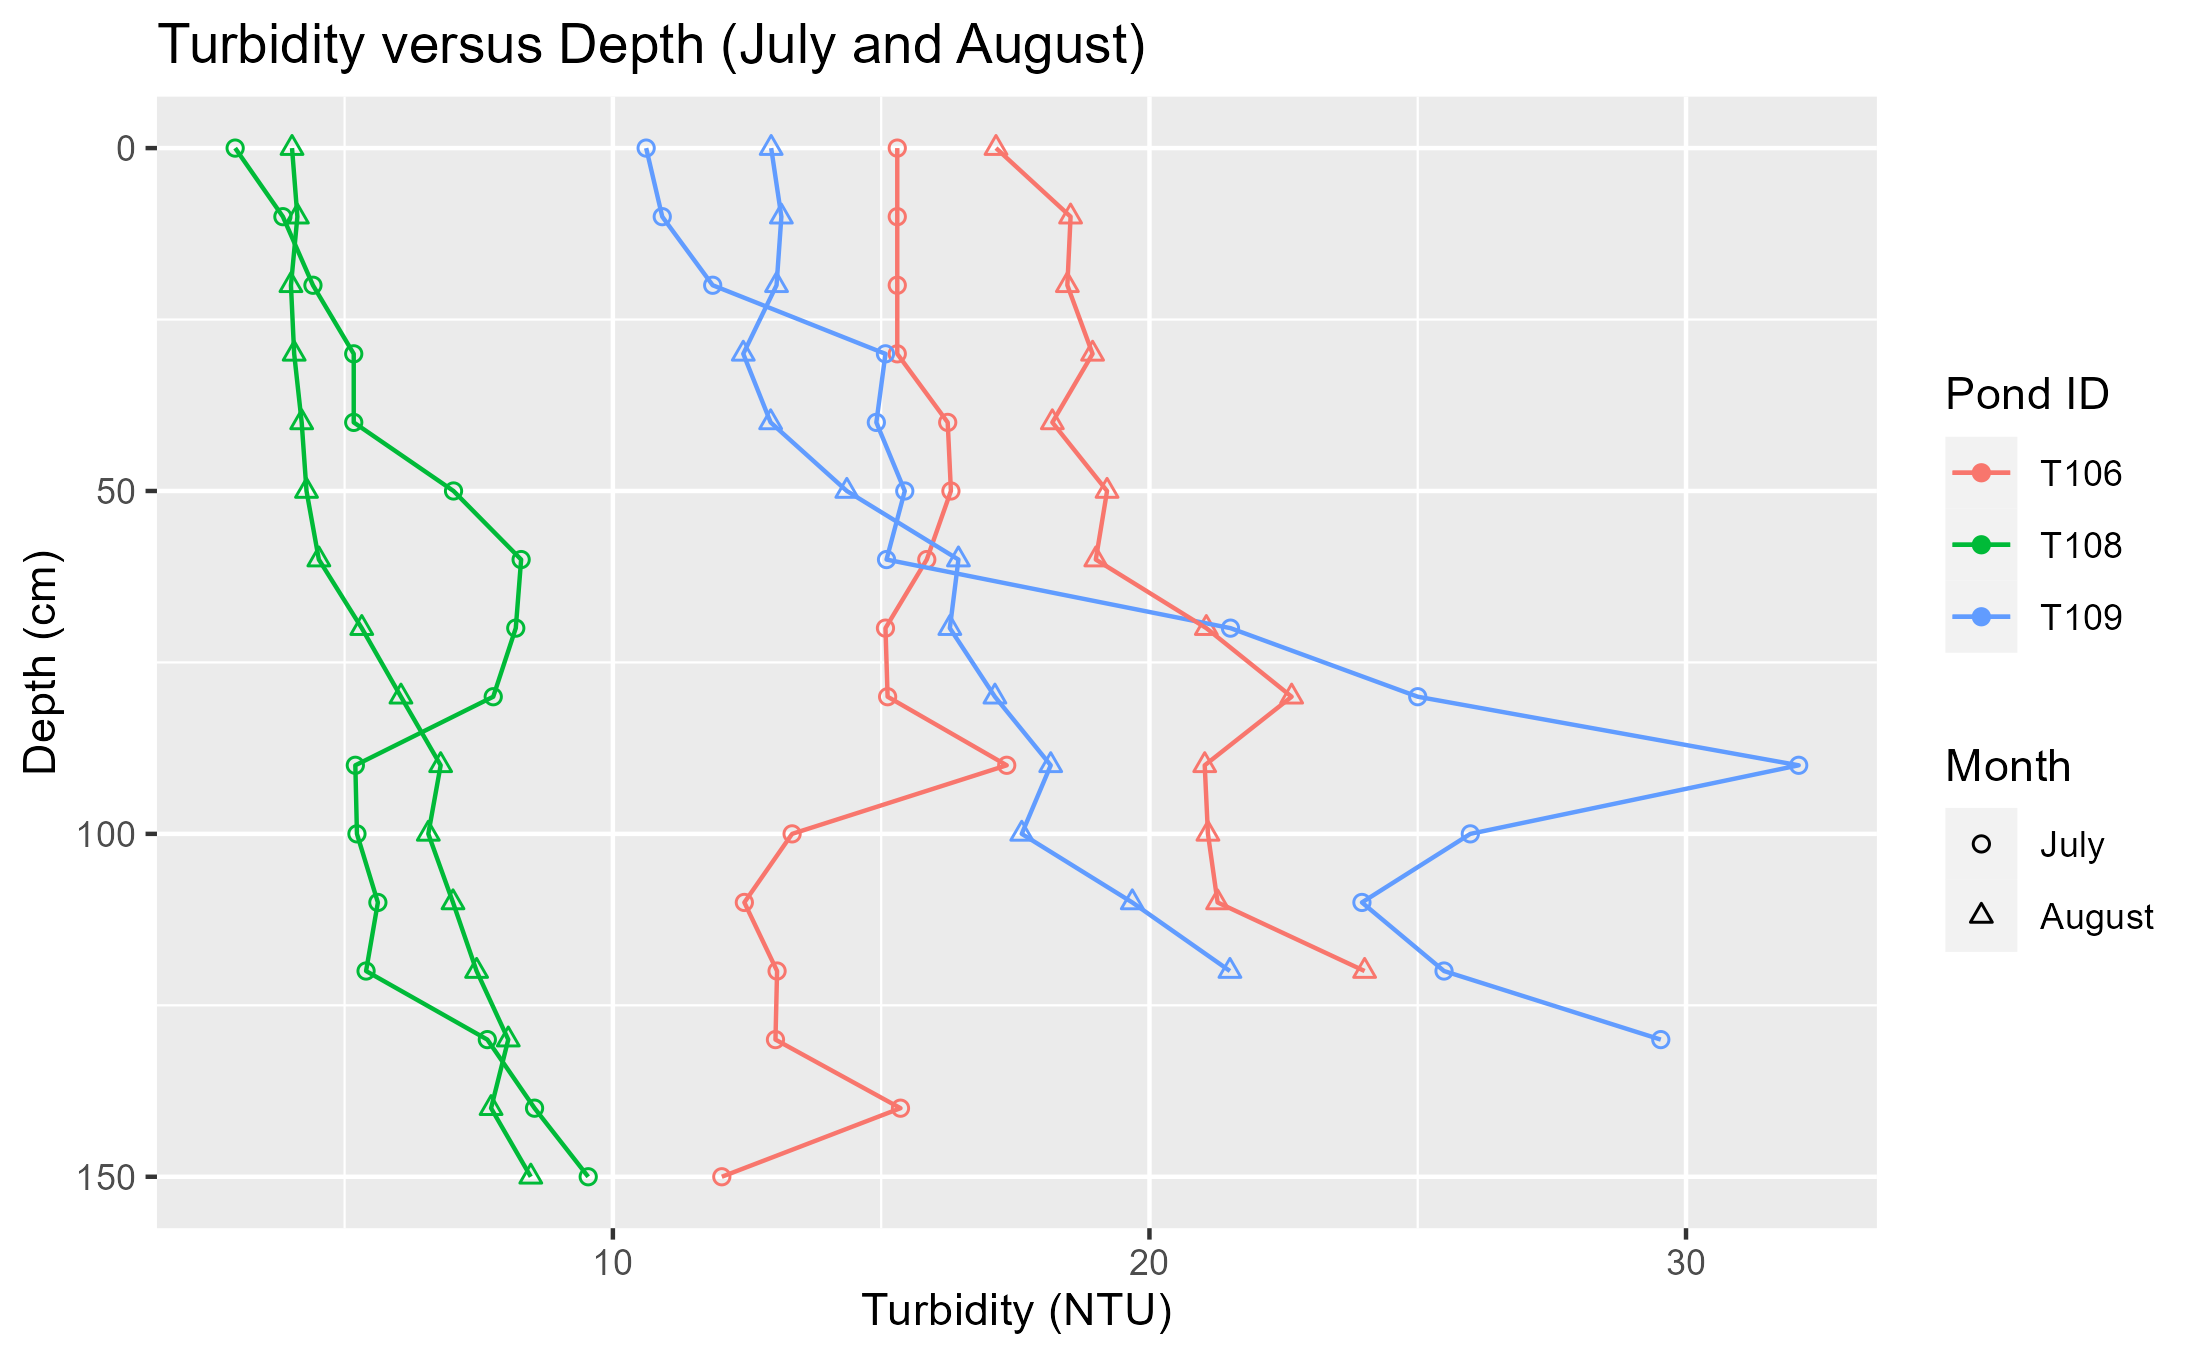 Turbidity versus Depth (July and August)
0
50
100
150
Depth (cm)
10
20
30
Turbidity (NTU)
Pond ID
T106
T108
T109
Month
July
August